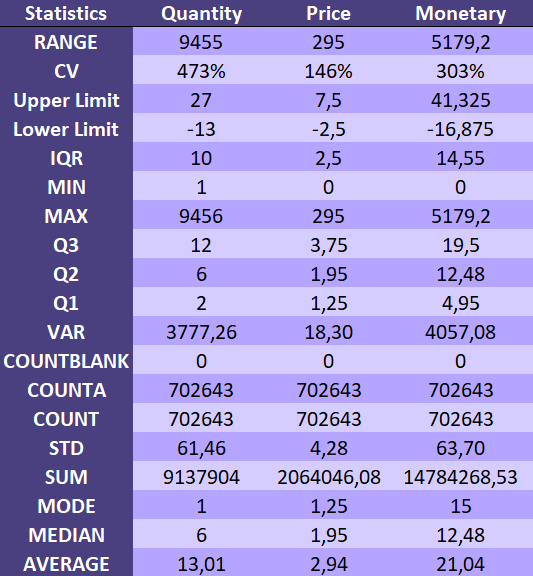 Statistics Quantity Price Monetary
RANGE 9455 295 5179,2
CV 473% 146% 303%
Upper Limit 27 7,5 41,325
Lower Limit -13 -2,5 -16,875
IQR 10 2,5 14,55
MIN 1 0 0
MAX 9456 295 5179,2
Q3 12 3,75 19,5
Q2 6 1,95 12,48
Q1 2 1,25 4,95
VAR 3777,26 18,30 4057,08
COUNTBLANK 0 0 0
COUNTA 702643 702643 702643
COUNT 702643 702643 702643
STD 61,46 4,28 63,70
SUM 9137904 2064046,08 14784268,53
MODE 1 1,25 15
MEDIAN 6 1,95 12,48
AVERAGE 13,01 2,94 21,04